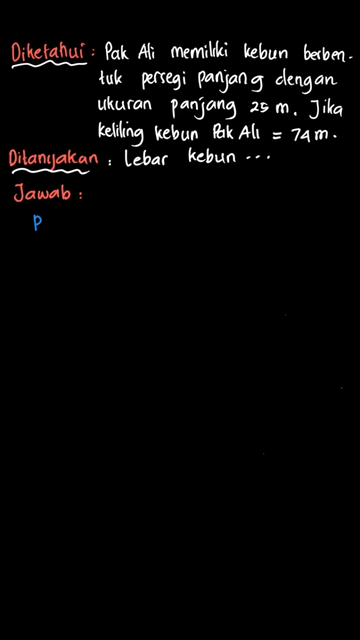 Diketahui : Pak Ali memiliki kebun berben-
tuk persegi panjang dengan
ukuran panjang 25 m. Jika
keliling kebun Pak Ali = 74 m.
Ditanyakan : Lebar kebun ...
Jawab :
P